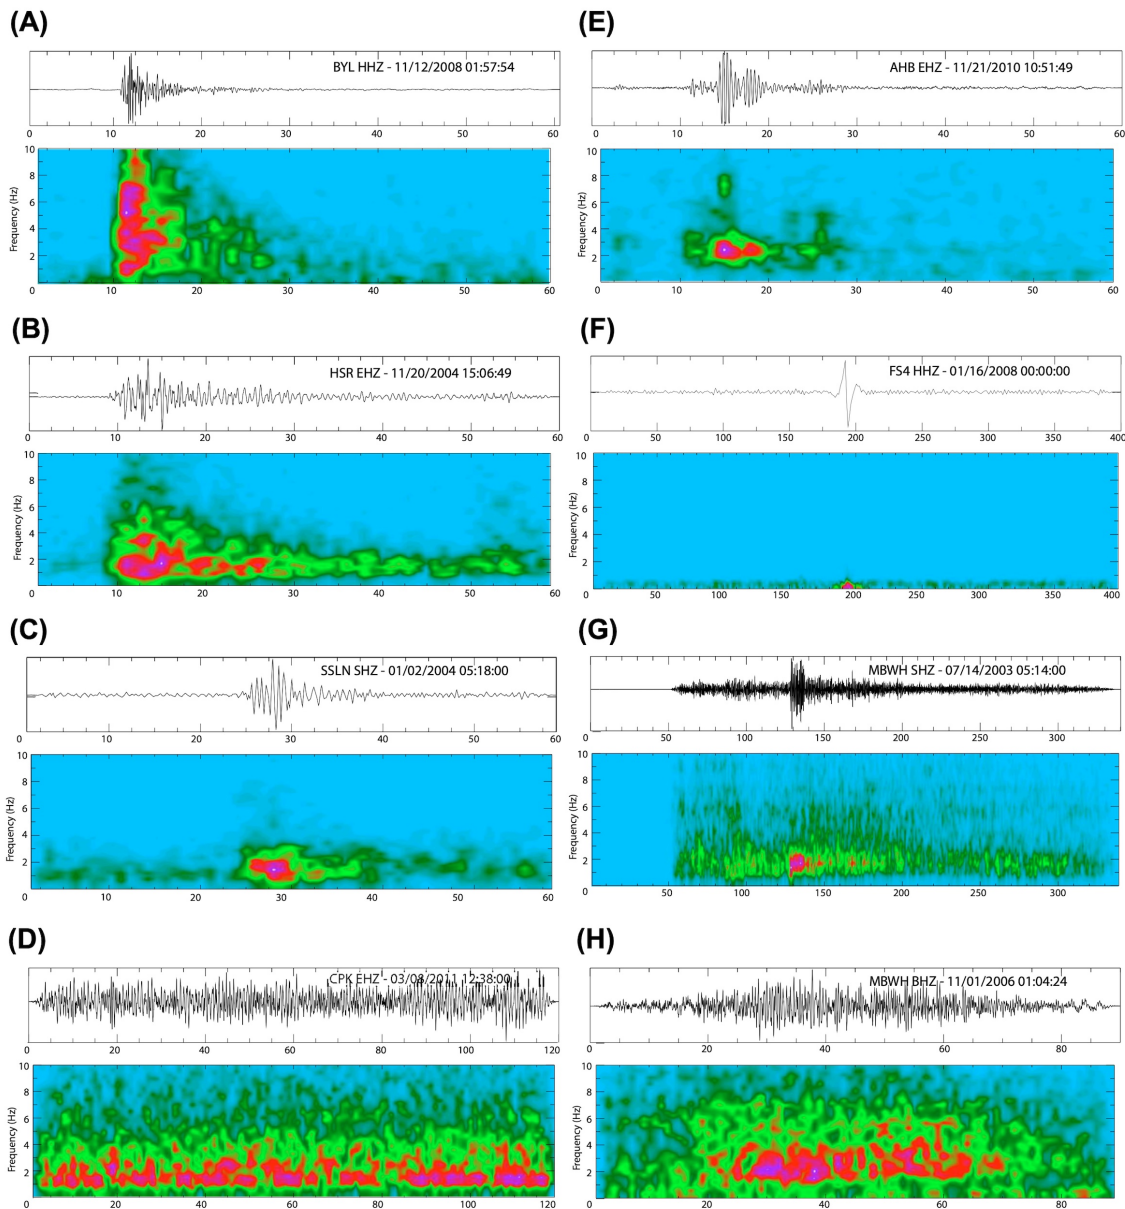 (A)
BYL HHZ - 11/12/2008 01:57:54
0 10 20 30 40 50 60
10
8
6
4
2
Frequency (Hz)
0 10 20 30 40 50 60
(B)
HSR EHZ - 11/20/2004 15:06:49
0 10 20 30 40 50 60
10
8
6
4
2
Frequency (Hz)
0 10 20 30 40 50 60
(C)
SSLN SHZ - 01/02/2004 05:18:00
0 10 20 30 40 50 60
10
8
6
4
2
0
Frequency (Hz)
10 20 30 40 50 60
(D)
CPK EHZ - 03/08/2011 12:38:00
0 20 40 60 80 100 120
10
8
6
4
2
0
Frequency (Hz)
20 40 60 80 100 120
(E)
AHB EHZ - 11/21/2010 10:51:49
0 10 20 30 40 50 60
10
8
6
4
2
0
Frequency (Hz)
10 20 30 40 50 60
(F)
FS4 HHZ - 01/16/2008 00:00:00
0 50 100 150 200 250 300 350 400
10
8
6
4
2
0
Frequency (Hz)
50 100 150 200 250 300 350 400
(G)
MBWH SHZ - 07/14/2003 05:14:00
0 50 100 150 200 250 300
10
8
6
4
2
0
Frequency (Hz)
50 100 150 200 250 300
(H)
MBWH BHZ - 11/01/2006 01:04:24
0 20 40 60 80
10
8
6
4
2
0
Frequency (Hz)
20 40 60 80